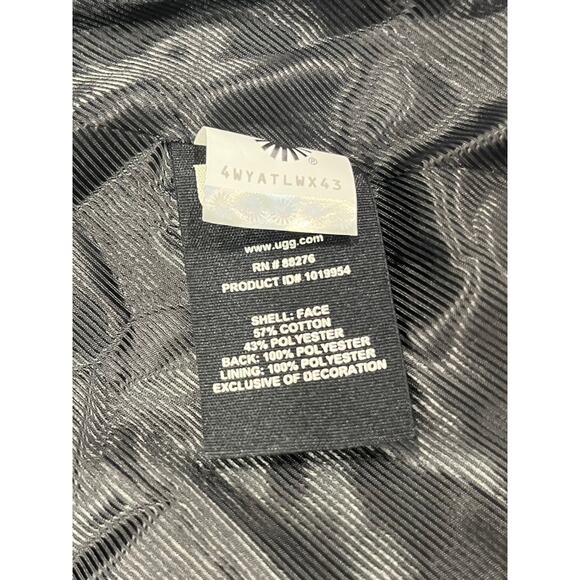 ®
4WYATLWX43
www.ugg.com
RN # 88276
PRODUCT ID#. 1019954
SHELL: FACE
57% COTTON
43% POLYESTER
BACK: 100% POLYESTER
LINING: 100% POLYESTER
EXCLUSIVE OF DECORATION